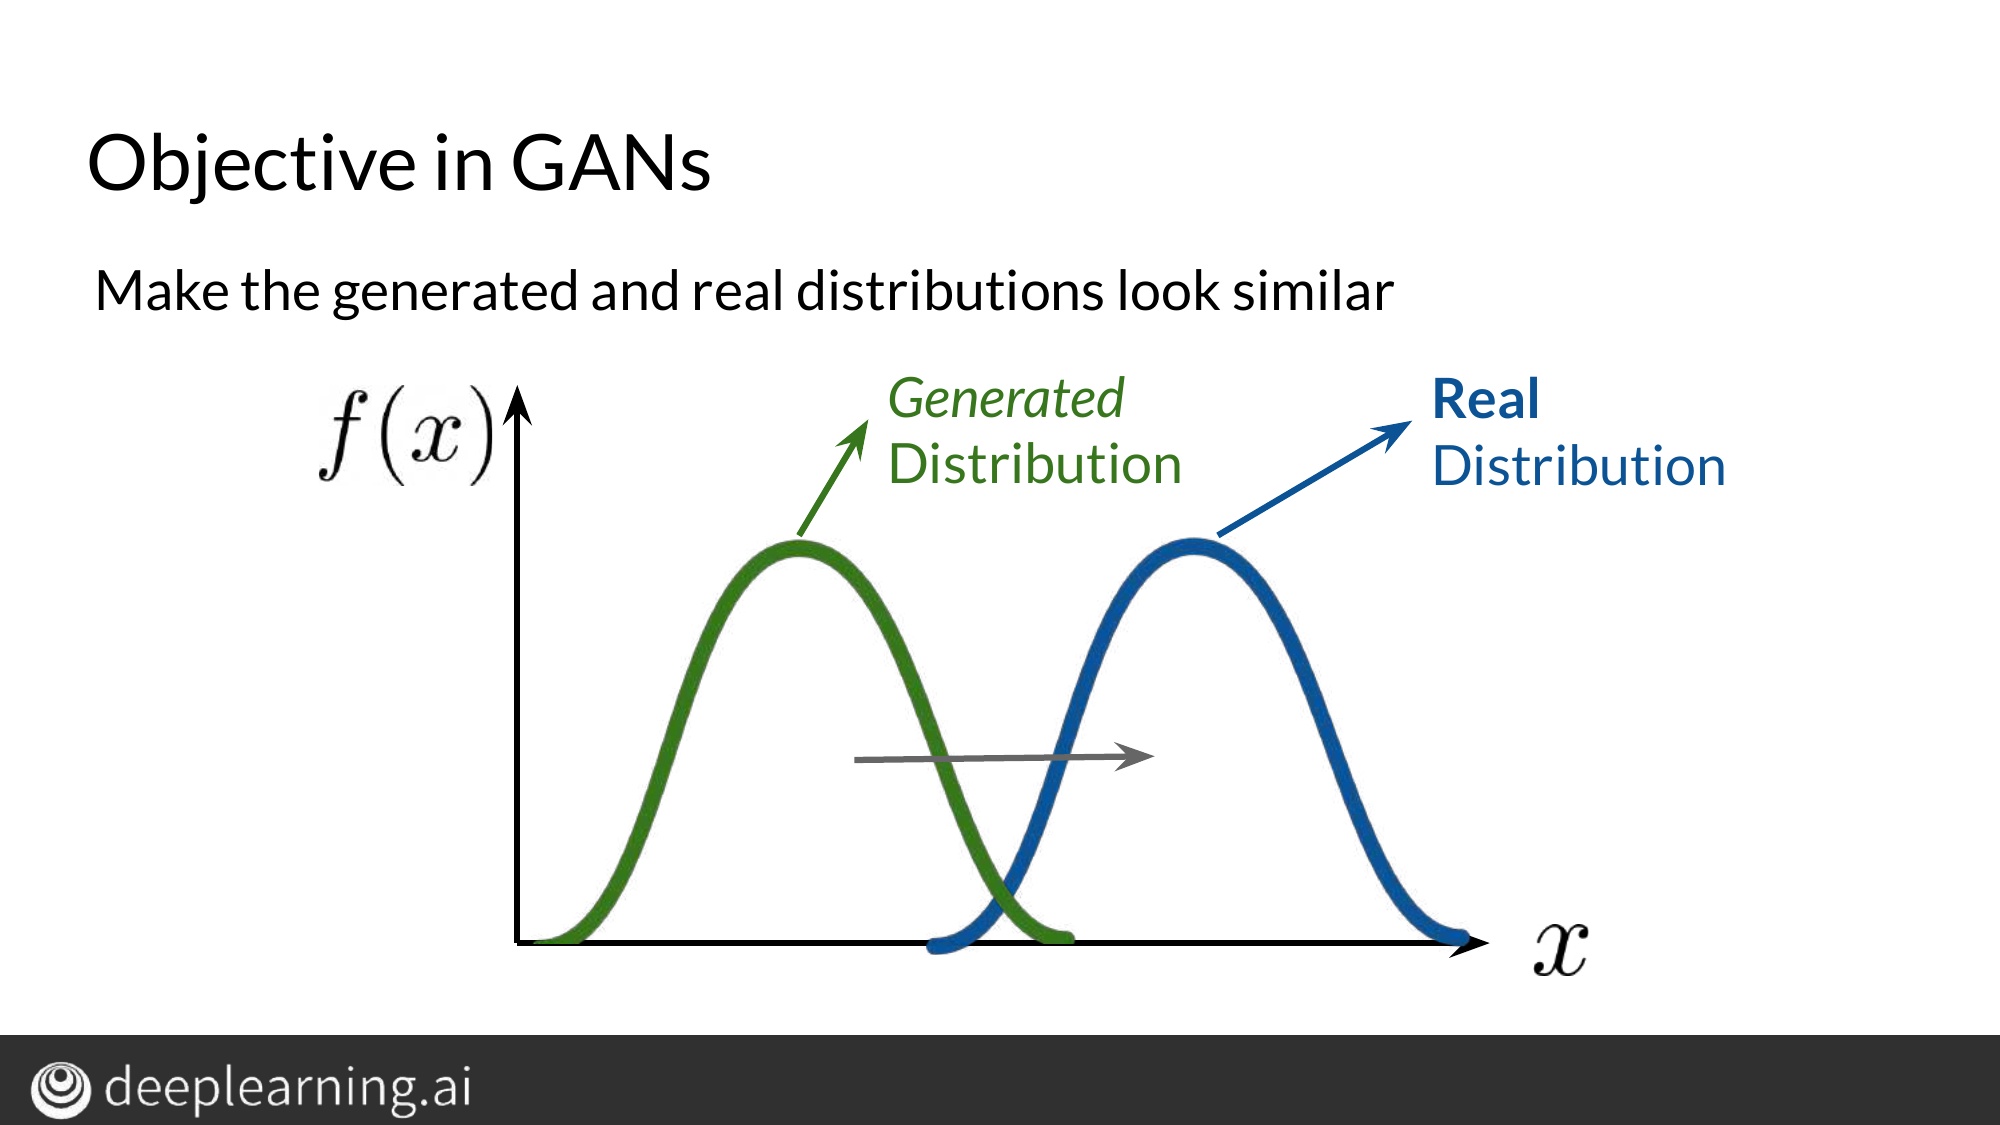 Objective in GANs
Make the generated and real distributions look similar
f(x)
Generated
Distribution
Real
Distribution
x
deeplearning.ai